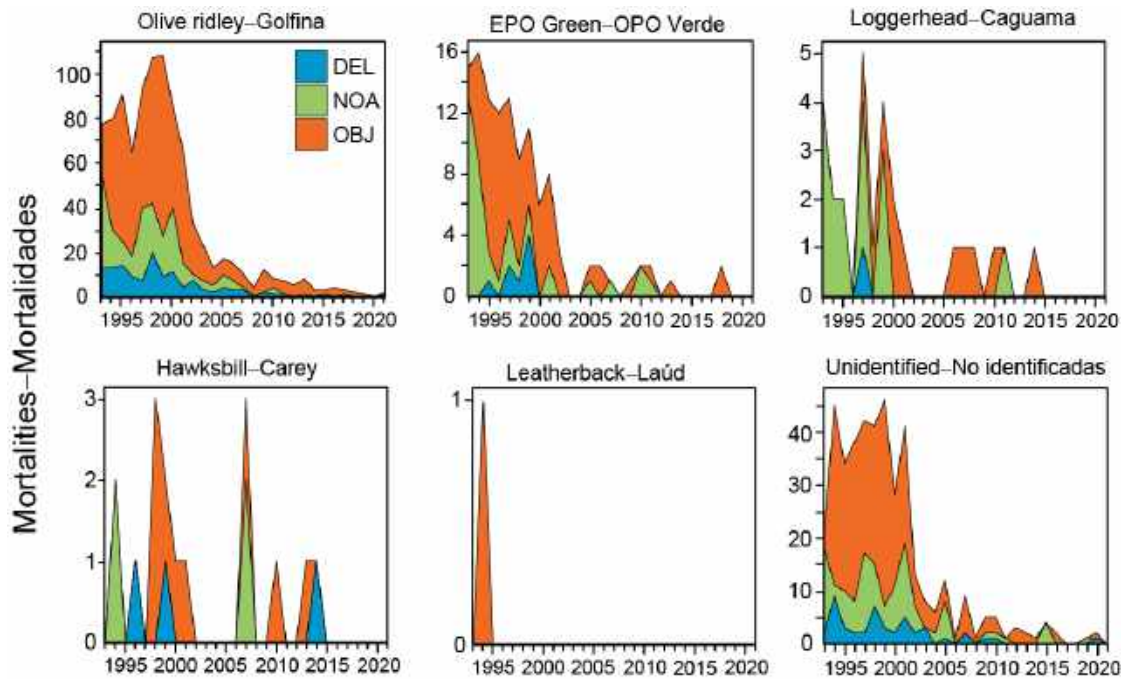 Olive ridley–Golfina
EPO Green–OPO Verde
Loggerhead–Caguama
100
80
60
40
20
0
DEL
NOA
OBJ
16
12
8
4
0
5
4
3
2
1
0
1995 2000 2005 2010 2015 2020
1995 2000 2005 2010 2015 2020
1995 2000 2005 2010 2015 2020
Mortalities–Mortalidades
Hawksbill–Carey
Leatherback–Laúd
Unidentified–No identificadas
3
2
1
0
1
0
40
30
20
10
0
1995 2000 2005 2010 2015 2020
1995 2000 2005 2010 2015 2020
1995 2000 2005 2010 2015 2020